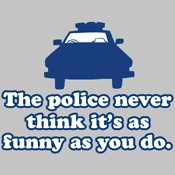 The police never
think it's as
funny as you do.